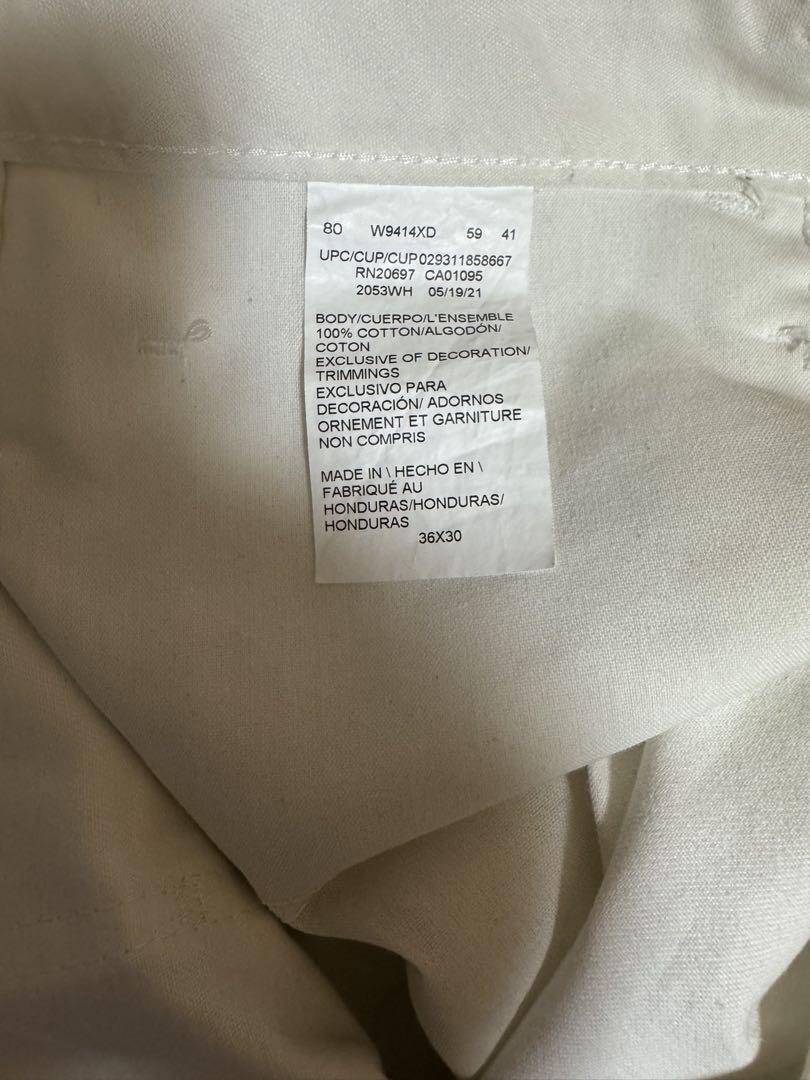 80 W9414XD 59 41
UPC/CUP/CUP029311858667
RN20697 CA01095
2053WH 05/19/21
BODY/CUERPO/L'ENSEMBLE
100% COTTON/ALGODÓN/
COTON
EXCLUSIVE OF DECORATION/
TRIMMINGS
EXCLUSIVO PARA
DECORACIÓN/ ADORNOS
ORNEMENT ET GARNITURE
NON COMPRIS
MADE IN \ HECHO EN \
FABRIQUÉ AU
HONDURAS/HONDURAS/
HONDURAS
36X30